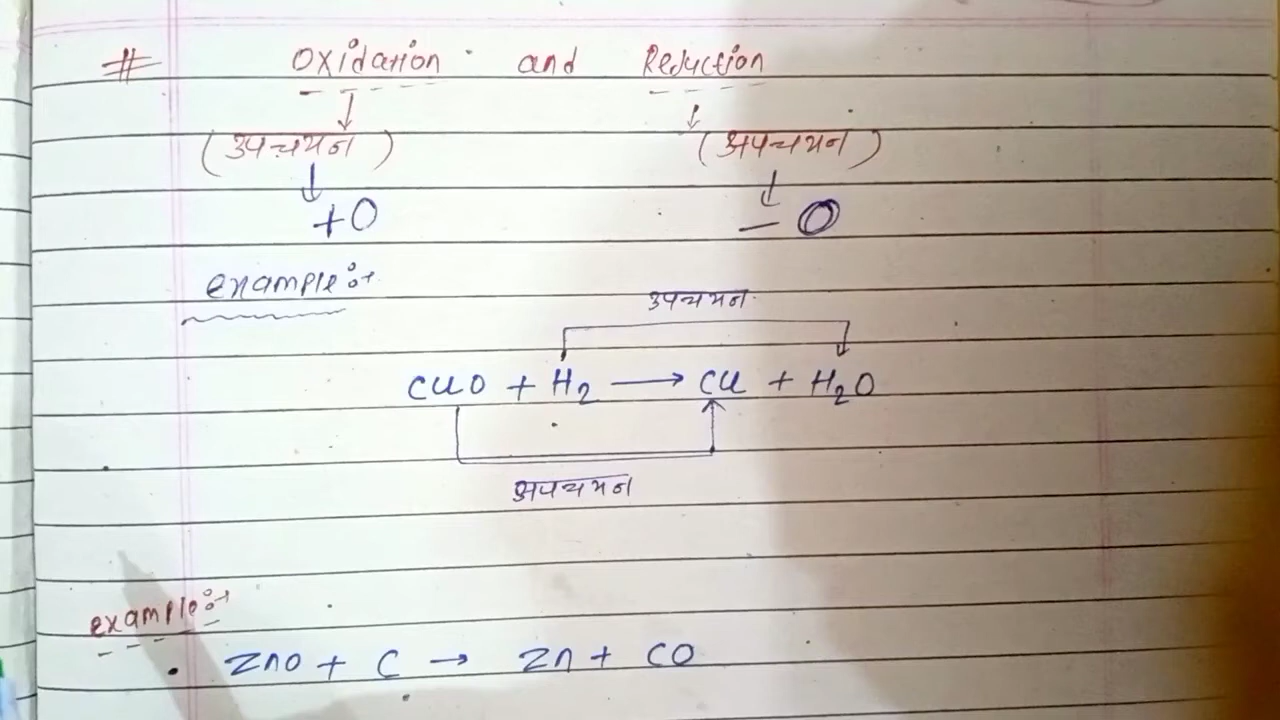 # Oxidation and Reduction
(उपचयन) (अपचयन)
+O - O
example:-
उपचयन
CuO + H₂ → Cu + H₂O
अपचयन
example:-
• ZnO + C → Zn + CO